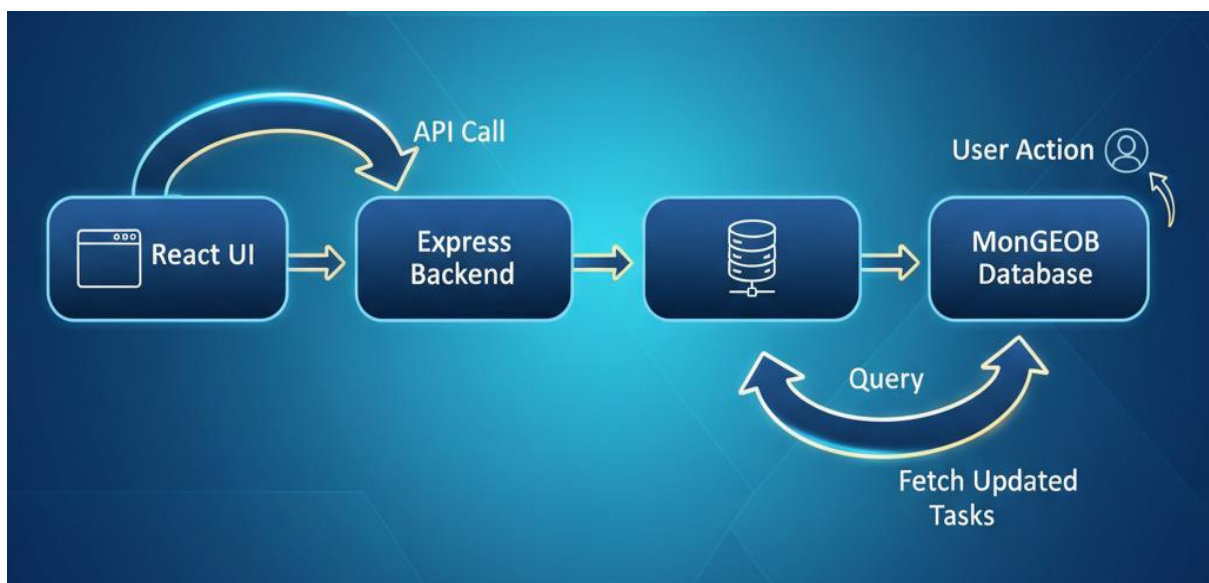 API Call
User Action
React UI
Express
Backend
MonGEOB
Database
Query
Fetch Updated
Tasks